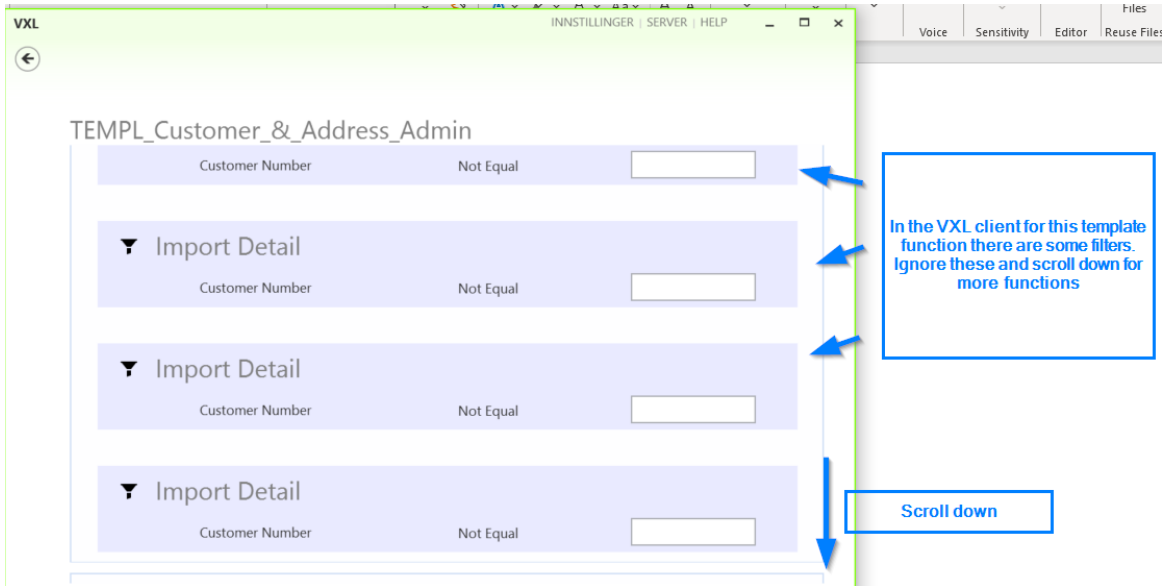 VXL
INNSTILLINGER | SERVER | HELP
Files
Voice
Sensitivity
Editor
Reuse Files
TEMPL_Customer_&_Address_Admin
Customer Number Not Equal
Import Detail
Customer Number Not Equal
Import Detail
Customer Number Not Equal
Import Detail
Customer Number Not Equal
In the VXL client for this template
function there are some filters.
Ignore these and scroll down for
more functions
Scroll down